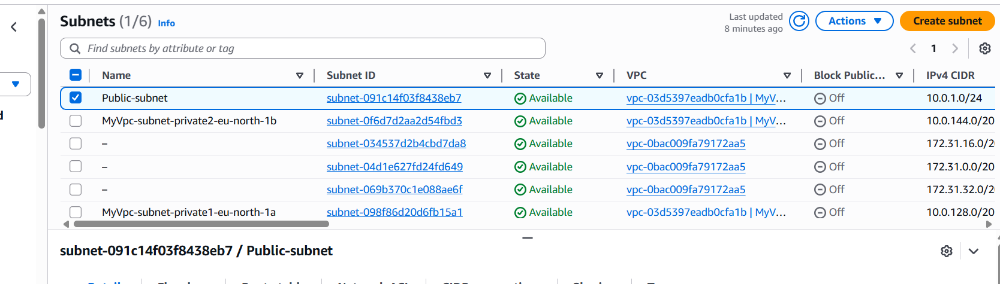 Subnets (1/6) Info
Last updated
8 minutes ago
Actions
Create subnet
Find subnets by attribute or tag
1
Name Subnet ID State VPC Block Public... IPv4 CIDR
Public-subnet subnet-091c14f03f8438eb7 Available vpc-03d5397eadb0cfa1b | MyV... Off 10.0.1.0/24
MyVpc-subnet-private2-eu-north-1b subnet-0f6d7d2aa2d54fbd3 Available vpc-03d5397eadb0cfa1b | MyV... Off 10.0.144.0/20
– subnet-034537d2b4cbd7da8 Available vpc-0bac009fa79172aa5 Off 172.31.16.0/2
– subnet-04d1e627fd24fd649 Available vpc-0bac009fa79172aa5 Off 172.31.0.0/20
– subnet-069b370c1e088ae6f Available vpc-0bac009fa79172aa5 Off 172.31.32.0/2
MyVpc-subnet-private1-eu-north-1a subnet-098f86d20d6fb15a1 Available vpc-03d5397eadb0cfa1b | MyV... Off 10.0.128.0/20
subnet-091c14f03f8438eb7 / Public-subnet